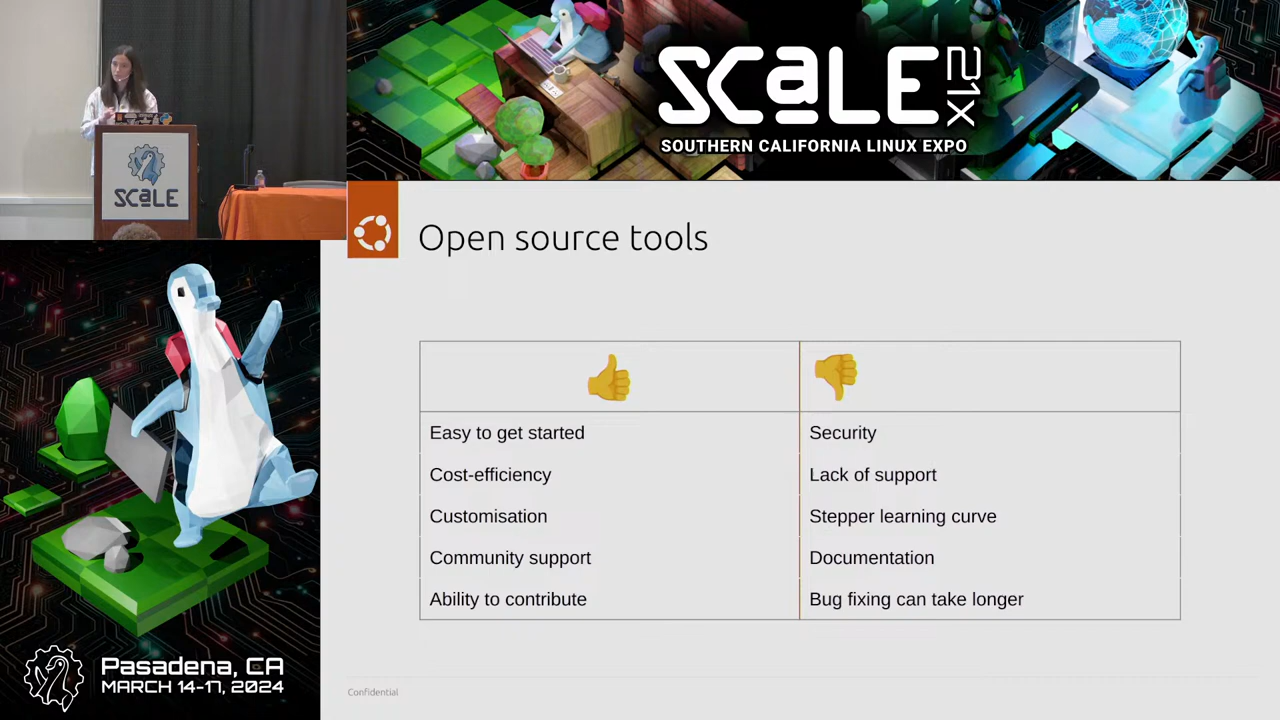 SCaLE 21X
SOUTHERN CALIFORNIA LINUX EXPO
SCaLE
Open source tools
Easy to get started
Security
Cost-efficiency
Lack of support
Customisation
Stepper learning curve
Community support
Documentation
Ability to contribute
Bug fixing can take longer
Pasadena, CA
MARCH 14-17, 2024
Confidential